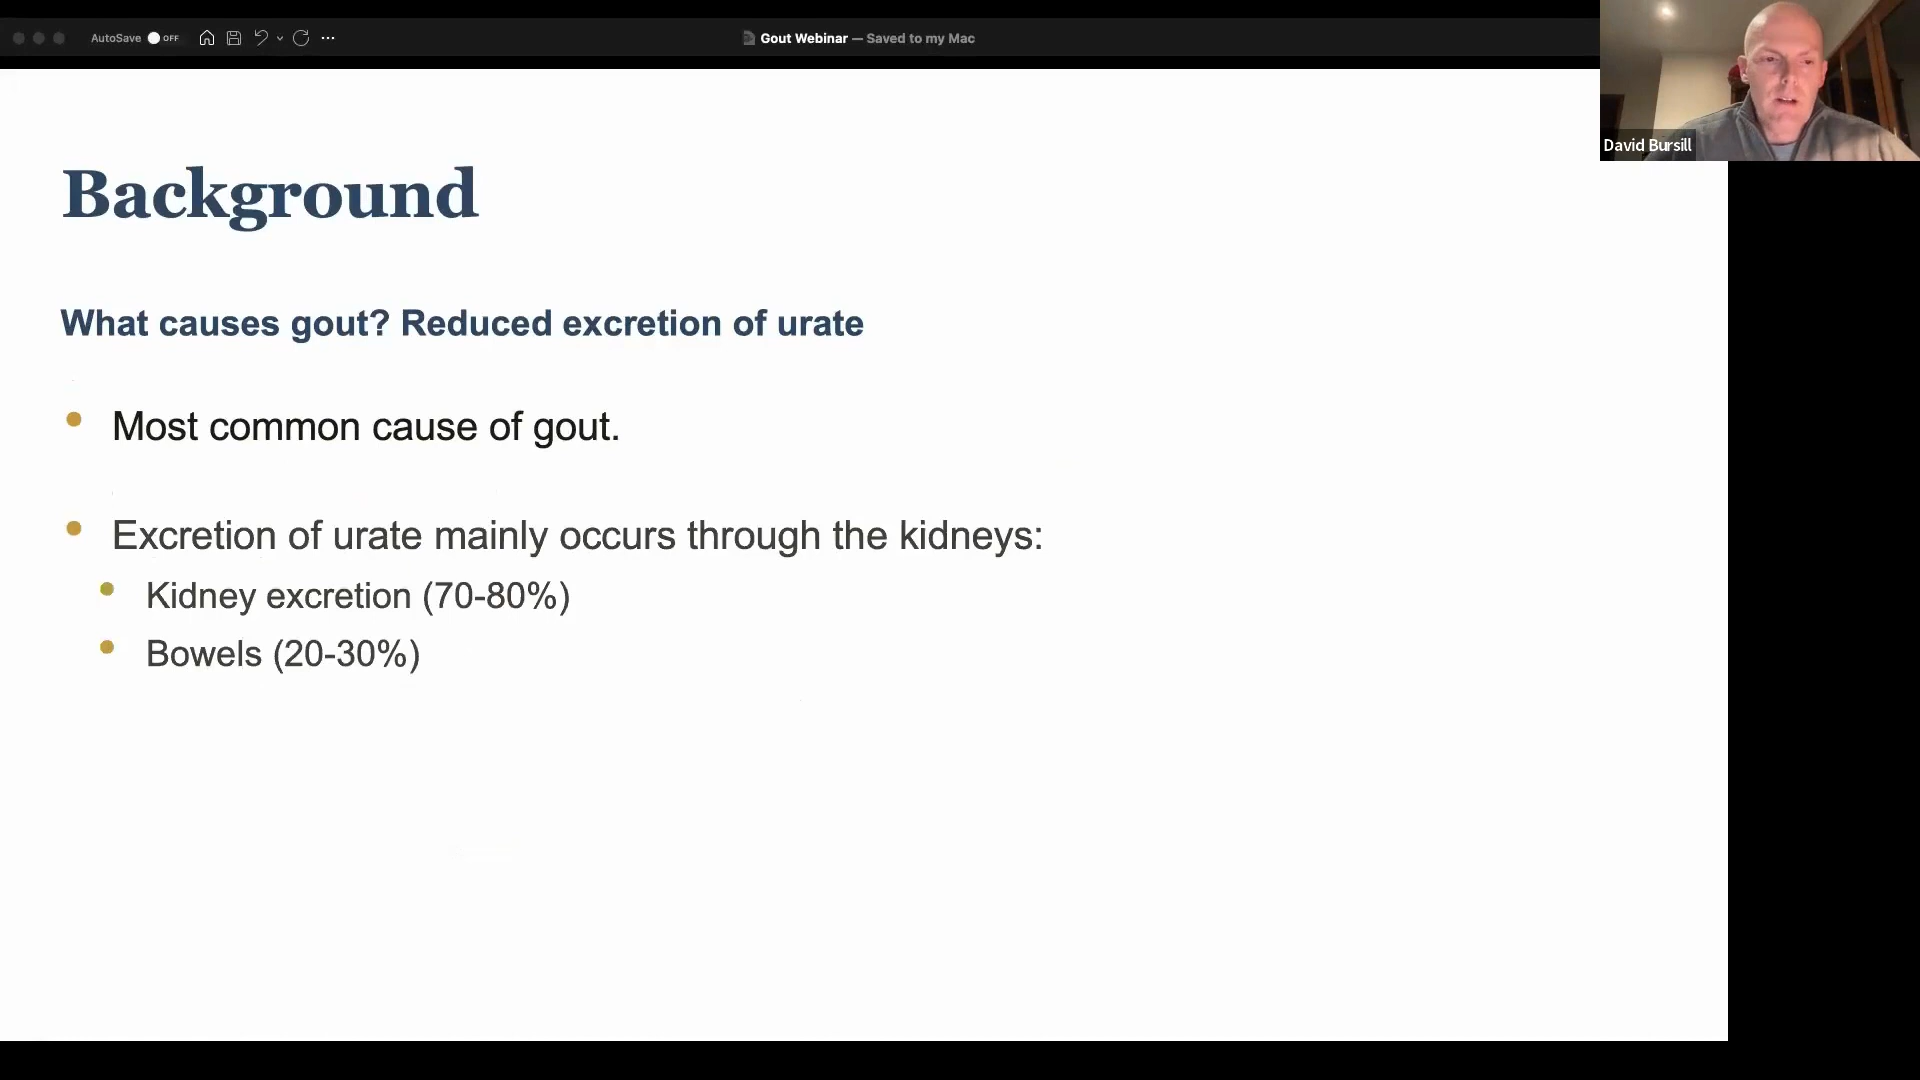 AutoSave OFF
Gout Webinar — Saved to my Mac
David Bursill
Background
What causes gout? Reduced excretion of urate
Most common cause of gout.
Excretion of urate mainly occurs through the kidneys:
Kidney excretion (70-80%)
Bowels (20-30%)